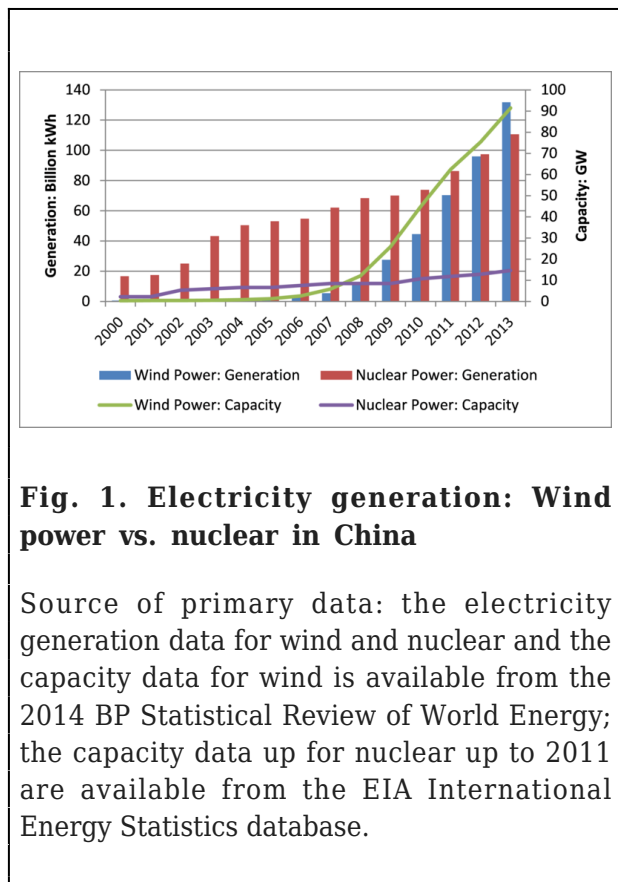 140
120
100
80
60
40
20
0
Generation: Billion kWh
100
90
80
70
60
50
40
30
20
10
0
Capacity: GW
2000 2001 2002 2003 2004 2005 2006 2007 2008 2009 2010 2011 2012 2013
Wind Power: Generation Nuclear Power: Generation
Wind Power: Capacity Nuclear Power: Capacity
Fig. 1. Electricity generation: Wind
power vs. nuclear in China
Source of primary data: the electricity
generation data for wind and nuclear and the
capacity data for wind is available from the
2014 BP Statistical Review of World Energy;
the capacity data up for nuclear up to 2011
are available from the EIA International
Energy Statistics database.